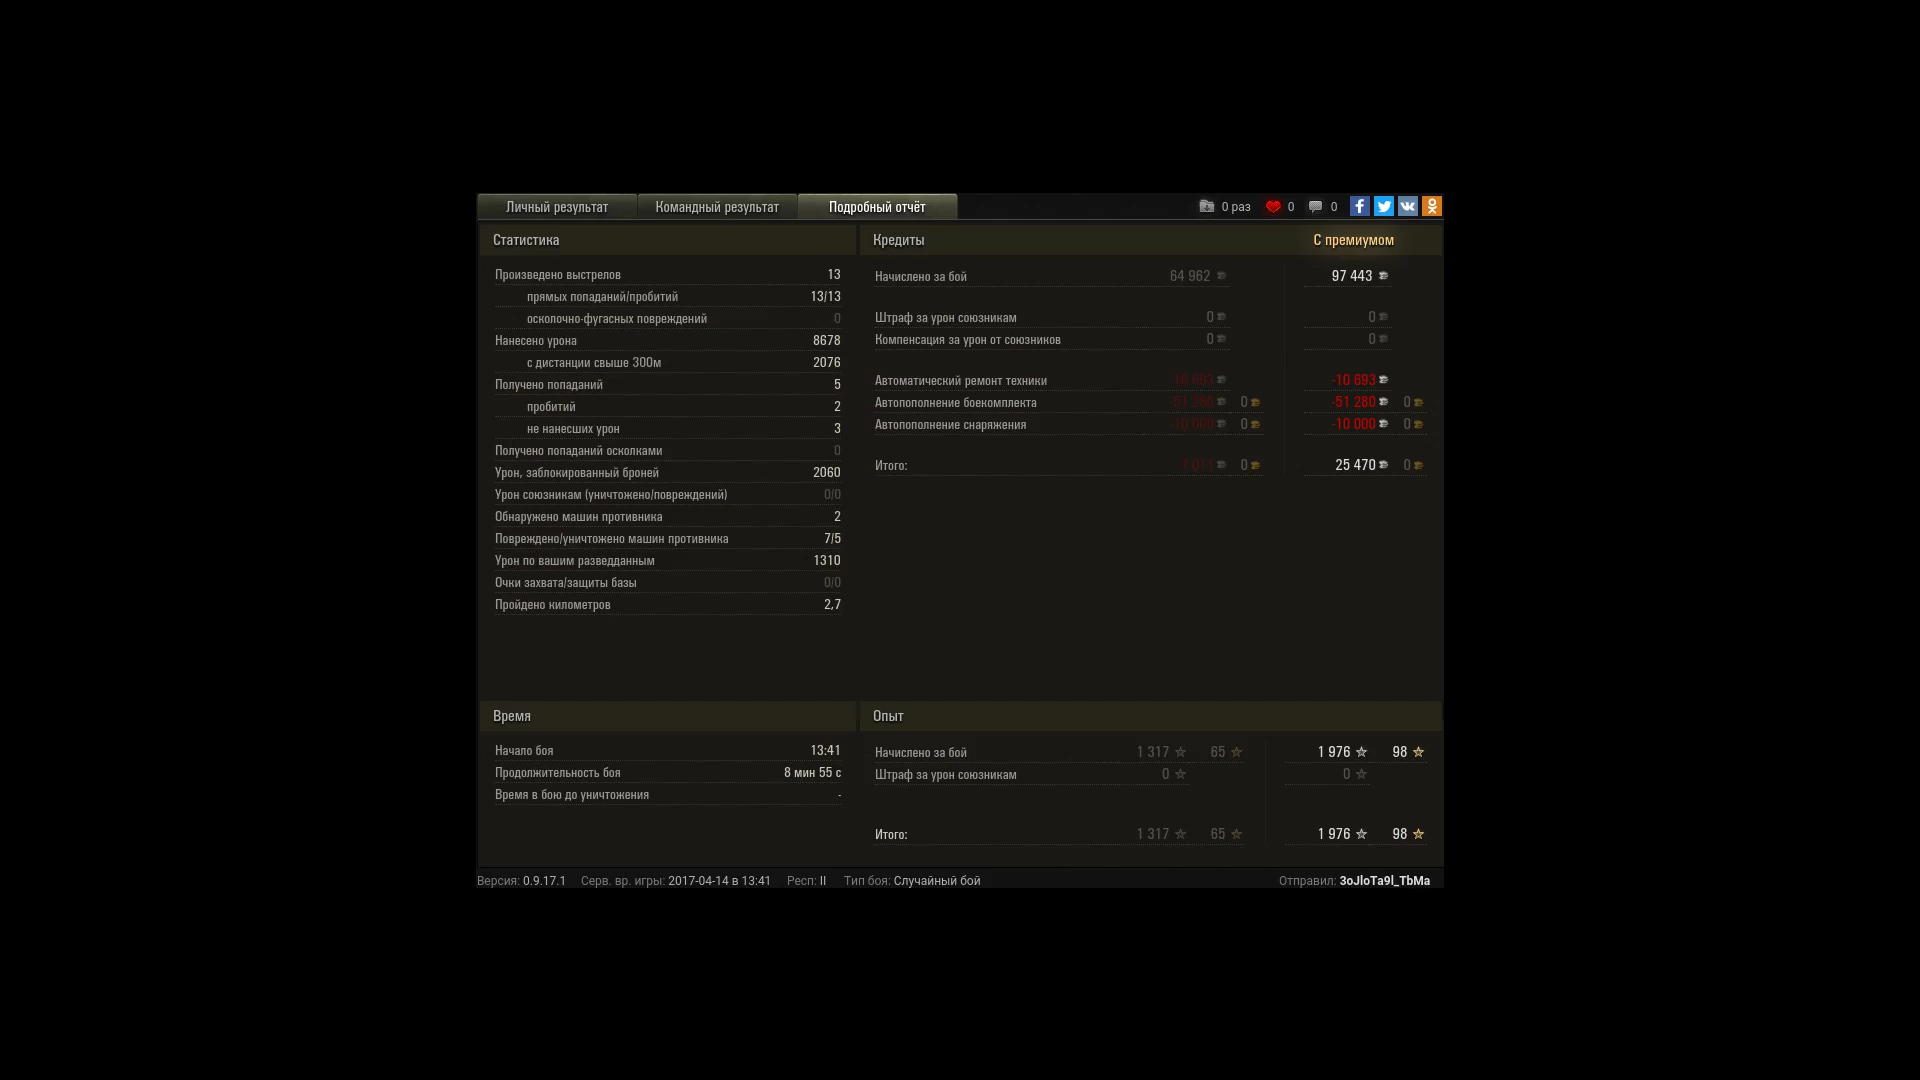 Личный результат Командный результат Подробный отчёт 0 раз 0 0
Статистика
Произведено выстрелов 13
прямых попаданий/пробитий 13/13
осколочно-фугасных повреждений 0
Нанесено урона 8678
с дистанции свыше 300м 2076
Получено попаданий 5
пробитий 2
не нанесших урон 3
Получено попаданий осколками 0
Урон, заблокированный броней 2060
Урон союзникам (уничтожено/повреждений) 0/0
Обнаружено машин противника 2
Повреждено/уничтожено машин противника 7/5
Урон по вашим разведданным 1310
Очки захвата/защиты базы 0/0
Пройдено километров 2,7
Кредиты С премиумом
Начислено за бой 64 962 97 443
Штраф за урон союзникам 0 0
Компенсация за урон от союзников 0 0
Автоматический ремонт техники -10 693 -10 693
Автопополнение боекомплекта -51 280 0 -51 280 0
Автопополнение снаряжения -10 000 0 -10 000 0
Итого: 0 25 470 0
Время
Начало боя 13:41
Продолжительность боя 8 мин 55 с
Время в бою до уничтожения -
Опыт
Начислено за бой 1 317 65 1 976 98
Штраф за урон союзникам 0 0
Итого: 1 317 65 1 976 98
Версия: 0.9.17.1 Серв. вр. игры: 2017-04-14 в 13:41 Респ: II Тип боя: Случайный бой Отправил: 3oJloTa9l_TbMa